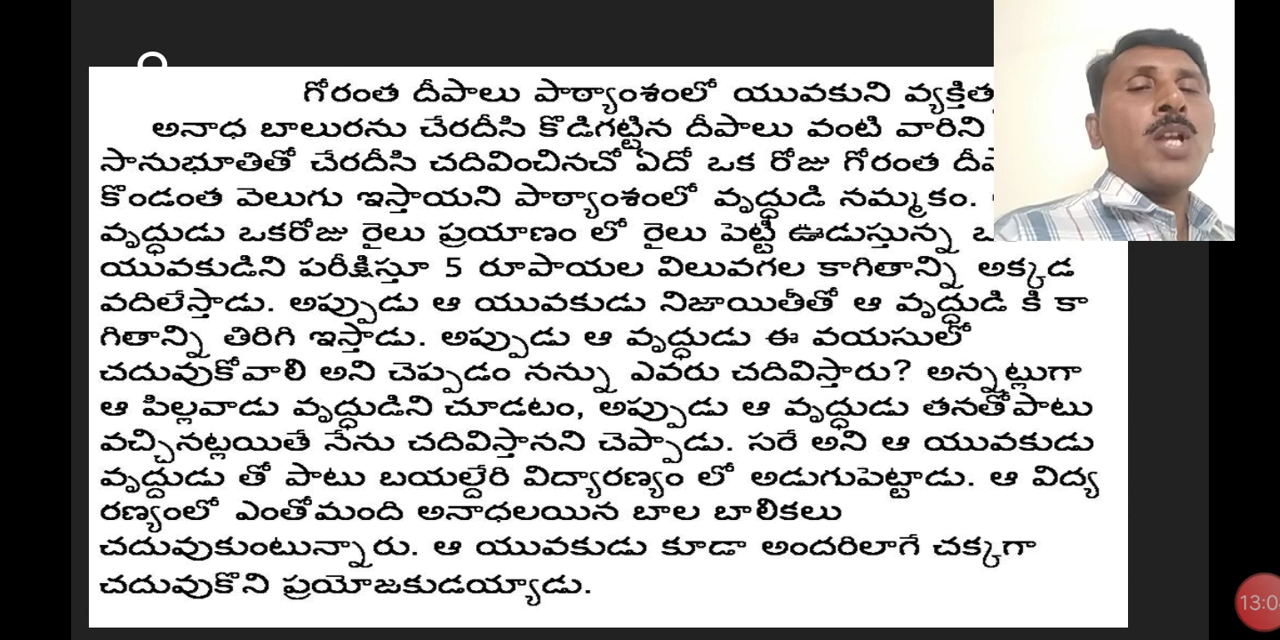 గోరంత దీపాలు పాఠ్యాంశంలో యువకుని
అనాధ బాలురను చేరదీసి కొడిగట్టిన దీపాలు వంటి వారిని
సానుభూతితో చేరదీసి చదివించినచో ఏదో ఒక రోజు గోరంత
కొండంత వెలుగు ఇస్తాయని పాఠ్యాంశంలో వృద్ధుడి నమ్మకం.
వృద్ధుడు ఒకరోజు రైలు ప్రయాణం లో రైలు పెట్టి ఊడుస్తున్న
యువకుడిని పరీక్షిస్తూ 5 రూపాయల విలువగల కాగితాన్ని అక్కడ
వదిలేస్తాడు. అప్పుడు ఆ యువకుడు నిజాయితీతో ఆ వృద్ధుడి కి కా
గితాన్ని తిరిగి ఇస్తాడు. అప్పుడు ఆ వృద్ధుడు ఈ వయసులో
చదువుకోవాలి అని చెప్పడం నన్ను ఎవరు చదివిస్తారు? అన్నట్లుగా
ఆ పిల్లవాడు వృద్ధుడిని చూడటం, అప్పుడు ఆ వృద్ధుడు తనతోపాటు
వచ్చినట్లయితే నేను చదివిస్తానని చెప్పాడు. సరే అని ఆ యువకుడు
వృద్దుడు తో పాటు బయల్దేరి విద్యారణ్యం లో అడుగుపెట్టాడు. ఆ విద్య
రణ్యంలో ఎంతోమంది అనాధలయిన బాల బాలికలు
చదువుకుంటున్నారు. ఆ యువకుడు కూడా అందరిలాగే చక్కగా
చదువుకొని ప్రయోజకుడయ్యాడు.